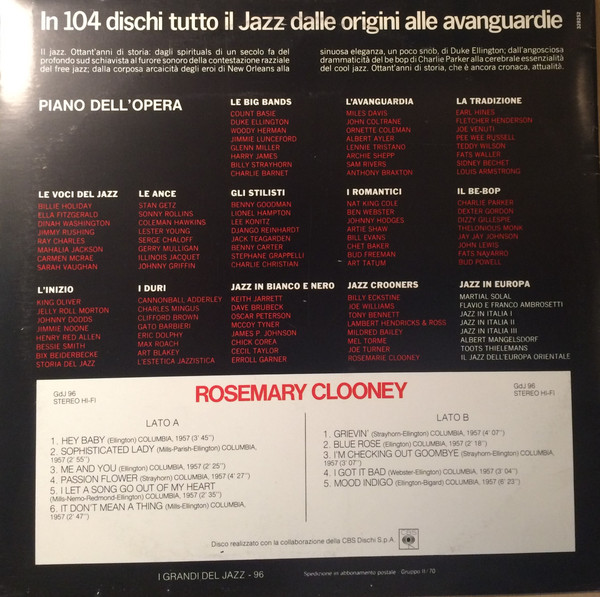 In 104 dischi tutto il Jazz dalle origini alle avanguardie
Il jazz. Ottant'anni di storia: dagli spirituals di un secolo fa del
profondo sud schiavista al furore sonoro della contestazione razziale
del free jazz; dalla corposa arcaicità degli eroi di New Orleans alla
sinuosa eleganza, un poco snob, di Duke Ellington; dall'angosciosa
drammaticità del be bop di Charlie Parker alla cerebrale essenzialità
del cool jazz. Ottant'anni di storia, che è ancora cronaca, attualità.
PIANO DELL'OPERA
LE BIG BANDS
COUNT BASIE
DUKE ELLINGTON
WOODY HERMAN
JIMMIE LUNCEFORD
GLENN MILLER
HARRY JAMES
BILLY STRAYHORN
CHARLIE BARNET
L'AVANGUARDIA
MILES DAVIS
JOHN COLTRANE
ORNETTE COLEMAN
ALBERT AYLER
LENNIE TRISTANO
ARCHIE SHEPP
SAM RIVERS
ANTHONY BRAXTON
LA TRADIZIONE
EARL HINES
FLETCHER HENDERSON
JOE VENUTI
PEE WEE RUSSELL
TEDDY WILSON
FATS WALLER
SIDNEY BECHET
LOUIS ARMSTRONG
LE VOCI DEL JAZZ
BILLIE HOLIDAY
ELLA FITZGERALD
DINAH WASHINGTON
JIMMY RUSHING
RAY CHARLES
MAHALIA JACKSON
CARMEN MCRAE
SARAH VAUGHAN
LE ANCE
STAN GETZ
SONNY ROLLINS
COLEMAN HAWKINS
LESTER YOUNG
SERGE CHALOFF
GERRY MULLIGAN
ILLINOIS JACQUET
JOHNNY GRIFFIN
GLI STILISTI
BENNY GOODMAN
LIONEL HAMPTON
LEE KONITZ
DJANGO REINHARDT
JACK TEAGARDEN
BENNY CARTER
STEPHANE GRAPPELLI
CHARLIE CHRISTIAN
I ROMANTICI
NAT KING COLE
BEN WEBSTER
JOHNNY HODGES
ARTIE SHAW
BILL EVANS
CHET BAKER
BUD FREEMAN
ART TATUM
IL BE-BOP
CHARLIE PARKER
DEXTER GORDON
DIZZY GILLESPIE
THELONIOUS MONK
JAY JAY JOHNSON
JOHN LEWIS
FATS NAVARRO
BUD POWELL
L'INIZIO
KING OLIVER
JELLY ROLL MORTON
JOHNNY DODDS
JIMMIE NOONE
HENRY RED ALLEN
BESSIE SMITH
BIX BEIDERBECKE
STORIA DEL JAZZ
I DURI
CANNONBALL ADDERLEY
CHARLES MINGUS
CLIFFORD BROWN
GATO BARBIERI
ERIC DOLPHY
MAX ROACH
ART BLAKEY
L'ESTETICA JAZZISTICA
JAZZ IN BIANCO E NERO
KEITH JARRETT
DAVE BRUBECK
OSCAR PETERSON
MCCOY TYNER
JAMES P. JOHNSON
CHICK COREA
CECIL TAYLOR
ERROLL GARNER
JAZZ CROONERS
BILLY ECKSTINE
JOE WILLIAMS
TONY BENNETT
LAMBERT HENDRICKS & ROSS
MILDRED BAILEY
MEL TORME
JOE TURNER
ROSEMARIE CLOONEY
JAZZ IN EUROPA
MARTIAL SOLAL
FLAVIO E FRANCO AMBROSETTI
JAZZ IN ITALIA I
JAZZ IN ITALIA II
JAZZ IN ITALIA III
ALBERT MANGELSDORF
TOOTS THIELEMANS
IL JAZZ DELL'EUROPA ORIENTALE
GdJ 96
STEREO HI-FI
ROSEMARY CLOONEY
GdJ 96
STEREO HI-FI
LATO A
1. HEY BABY (Ellington) COLUMBIA, 1957 (3' 45'')
2. SOPHISTICATED LADY (Mills-Parish-Ellington) COLUMBIA,
1957 (2' 55'')
3. ME AND YOU (Ellington) COLUMBIA, 1957 (2' 25'')
4. PASSION FLOWER (Strayhorn) COLUMBIA, 1957 (4' 27'')
5. I LET A SONG GO OUT OF MY HEART
(Mills-Nemo-Redmond-Ellington) COLUMBIA, 1957 (2' 35'')
6. IT DON'T MEAN A THING (Mills-Ellington) COLUMBIA,
1957 (2' 47'')
LATO B
1. GRIEVIN' (Strayhorn-Ellington) COLUMBIA, 1957 (4' 07'')
2. BLUE ROSE (Ellington) COLUMBIA, 1957 (2' 18'')
3. I'M CHECKING OUT GOOMBYE (Strayhorn-Ellington) COLUMBIA,
1957 (3' 07'')
4. I GOT IT BAD (Webster-Ellington) COLUMBIA, 1957 (3' 04'')
5. MOOD INDIGO (Ellington-Bigard) COLUMBIA, 1957 (6' 23'')
Disco realizzato con la collaborazione della CBS Dischi S.p.A.
CBS
I GRANDI DEL JAZZ - 96
Spedizione in abbonamento postale - Gruppo II/70